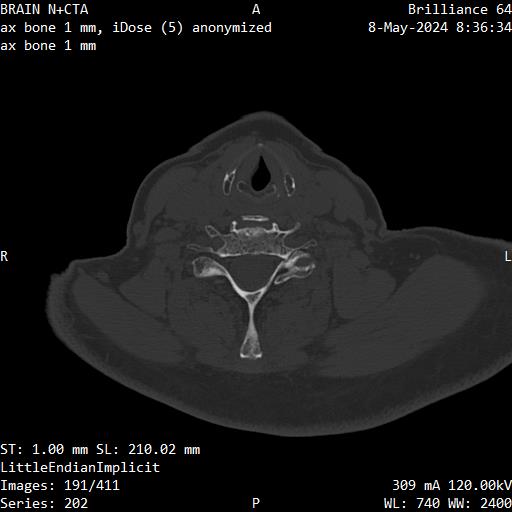 BRAIN N+CTA
A
Brilliance 64
ax bone 1 mm, iDose (5) anonymized
8-May-2024 8:36:34
ax bone 1 mm
R
L
ST: 1.00 mm SL: 210.02 mm
LittleEndianImplicit
Images: 191/411
309 mA 120.00kV
Series: 202
P
WL: 740 WW: 2400